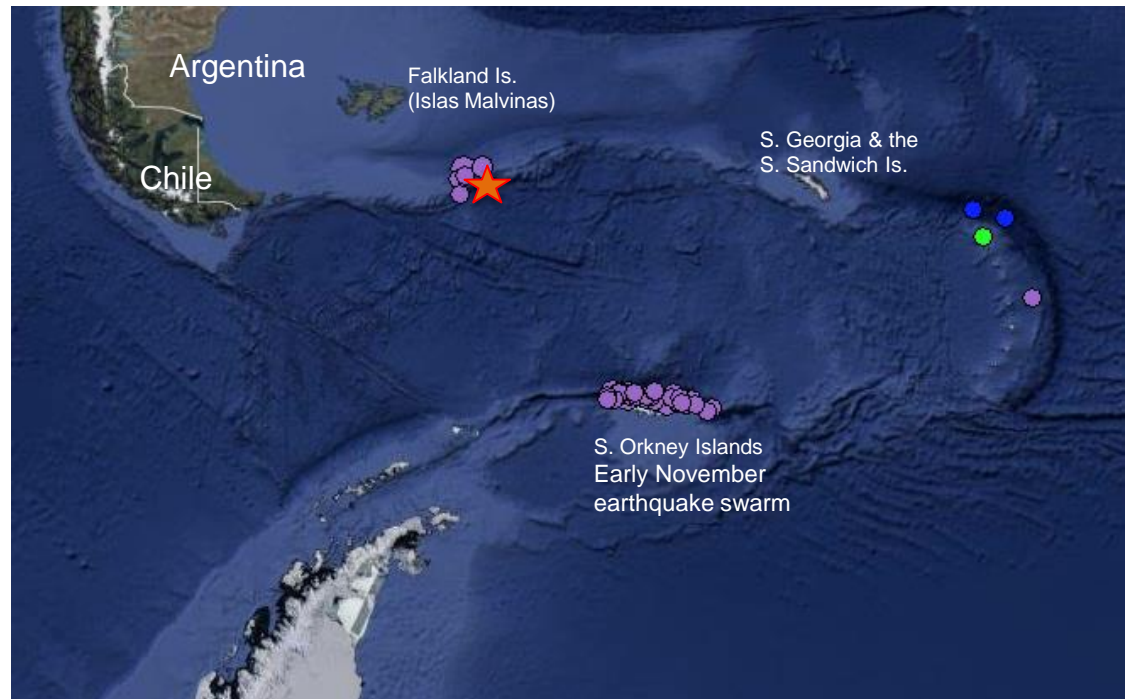 Argentina
Falkland Is.
(Islas Malvinas)
S. Georgia & the
S. Sandwich Is.
Chile
S. Orkney Islands
Early November
earthquake swarm